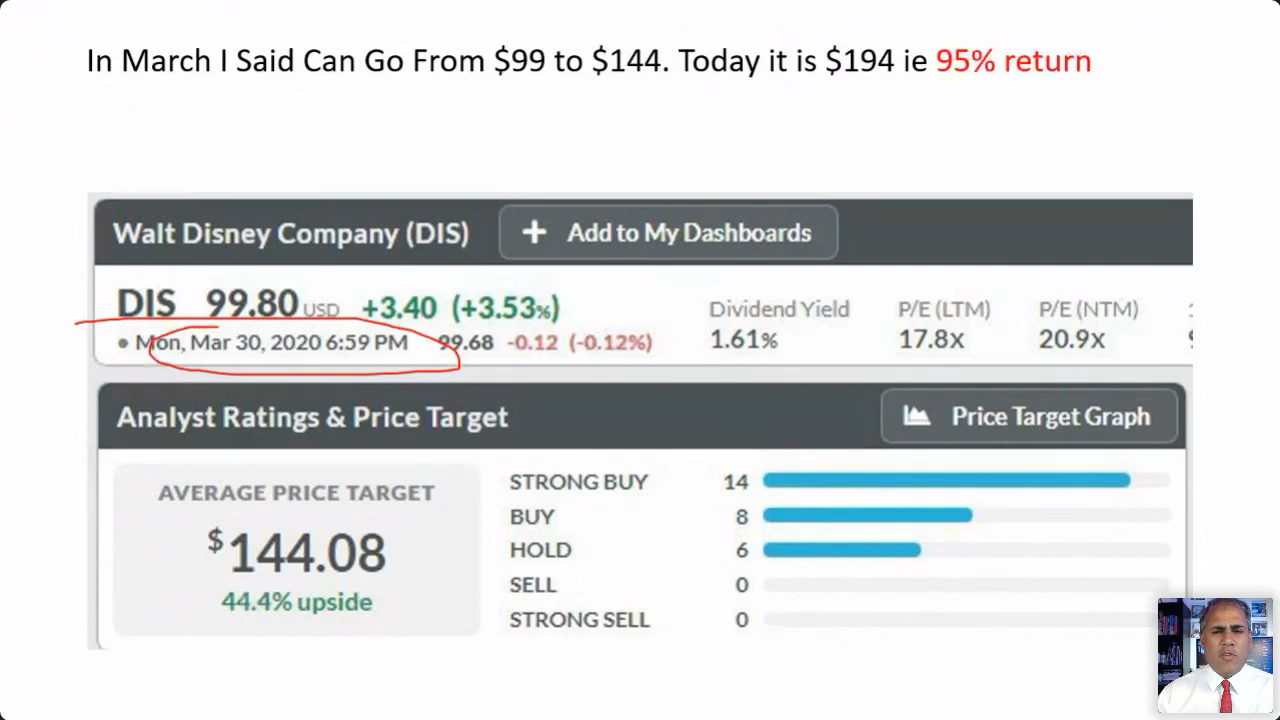 In March I Said Can Go From $99 to $144. Today it is $194 ie 95% return
Walt Disney Company (DIS) + Add to My Dashboards
DIS 99.80 USD +3.40 (+3.53%)
Dividend Yield P/E (LTM) P/E (NTM)
• Mon, Mar 30, 2020 6:59 PM 99.68 -0.12 (-0.12%)
1.61% 17.8x 20.9x
Analyst Ratings & Price Target Price Target Graph
AVERAGE PRICE TARGET
$144.08
44.4% upside
STRONG BUY 14
BUY 8
HOLD 6
SELL 0
STRONG SELL 0